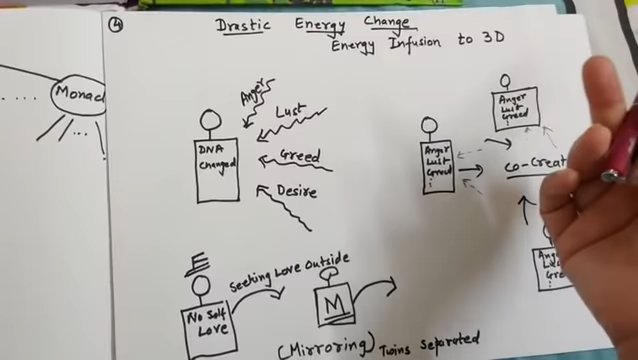 4
Drastic Energy Change
Energy Infusion to 3D
Monad
....
...
Anger
Lust
Greed
Desire
DNA
Changed
Anger
Lust
Greed
:
Anger
Lust
Greed
:
Co-Creat
E
No Self
Love
Seeking Love Outside
M
(Mirroring) Twins Separated